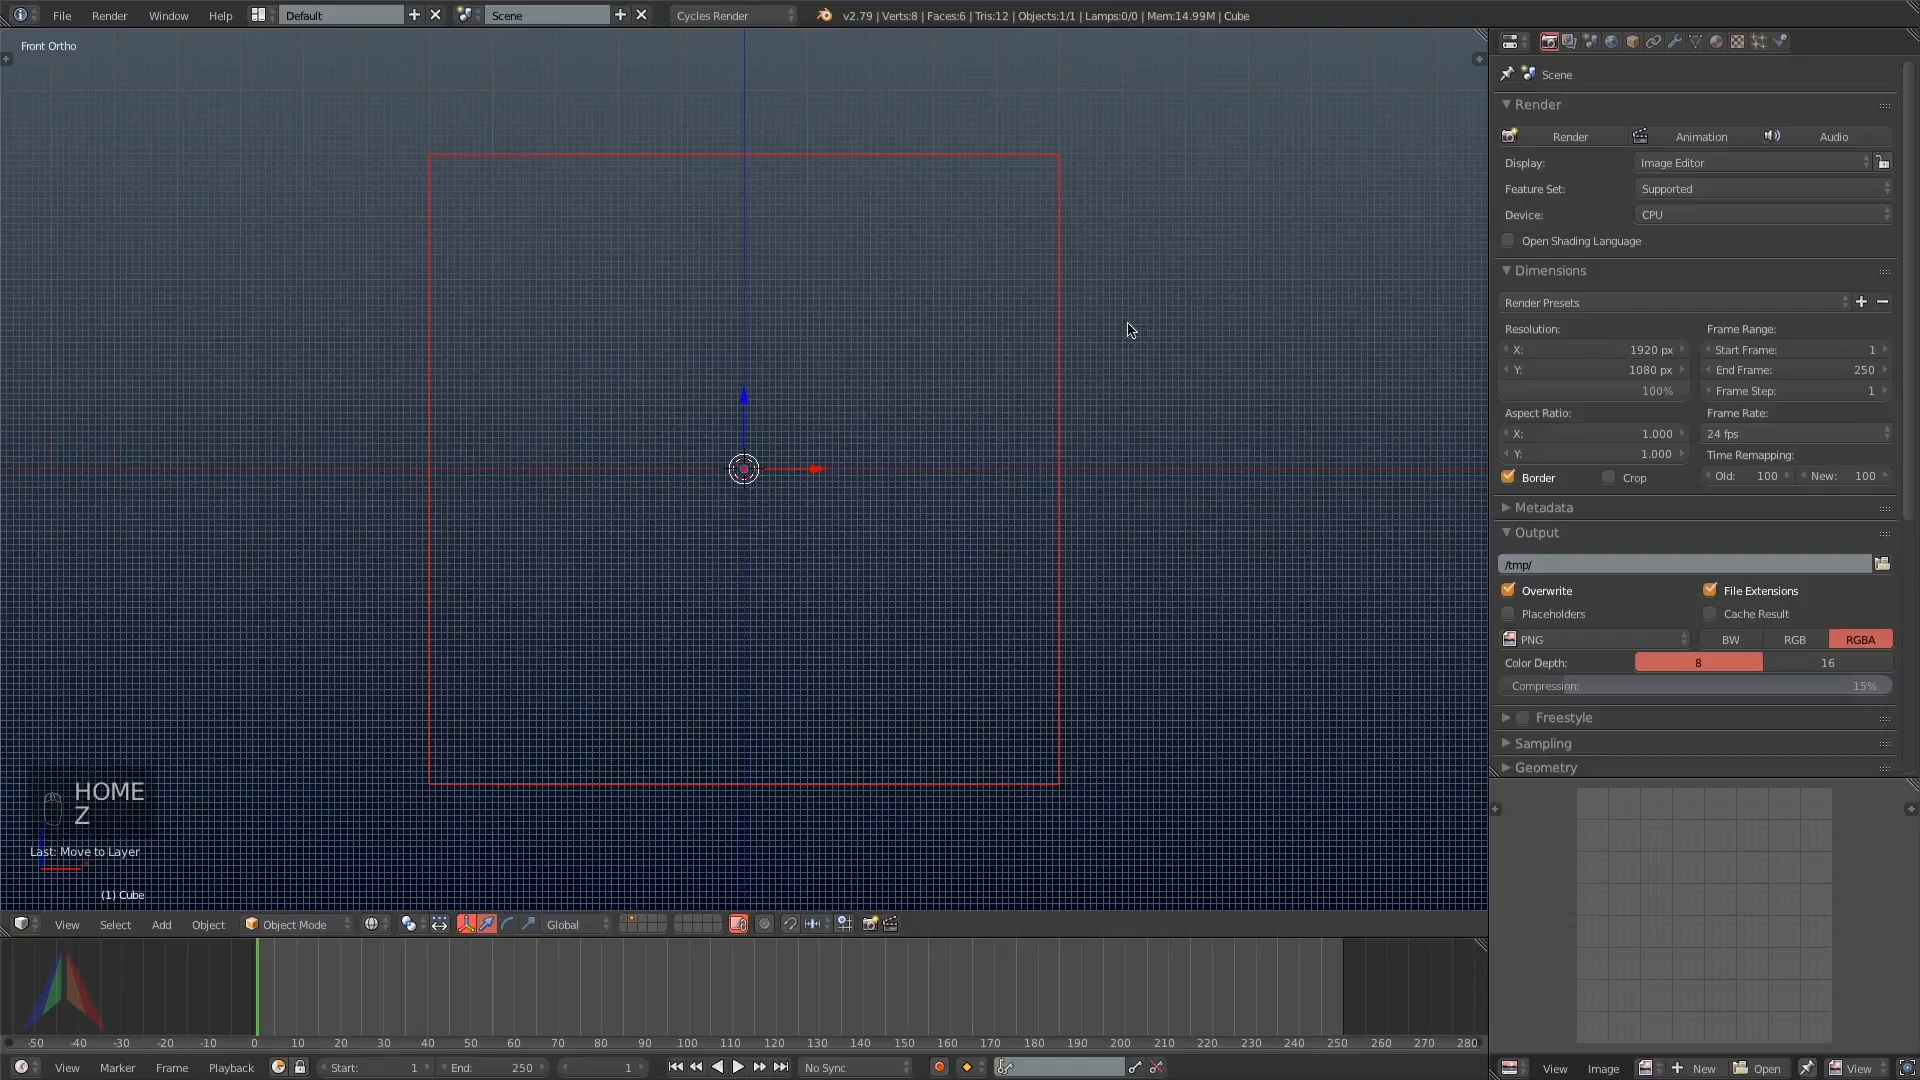 File Render Window Help Default Scene Cycles Render v2.79 | Verts:8 | Faces:6 | Tris:12 | Objects:1/1 | Lamps:0/0 | Mem:14.99M | Cube
Front Ortho
Scene
Render
Render Animation Audio
Display: Image Editor
Feature Set: Supported
Device: CPU
Open Shading Language
Dimensions
Render Presets
Resolution: Frame Range:
X: 1920 px Start Frame: 1
Y: 1080 px End Frame: 250
100% Frame Step: 1
Aspect Ratio: Frame Rate:
X: 1.000 24 fps
Y: 1.000 Time Remapping:
Border Crop Old: 100 New: 100
Metadata
Output
/tmp/
Overwrite File Extensions
Placeholders Cache Result
PNG BW RGB RGBA
Color Depth: 8 16
Compression: 15%
Freestyle
Sampling
Geometry
HOME
Z
Last: Move to Layer
(1) Cube
View Select Add Object Object Mode Global
-50 -40 -30 -20 -10 0 10 20 30 40 50 60 70 80 90 100 110 120 130 140 150 160 170 180 190 200 210 220 230 240 250 260 270 280
View Marker Frame Playback Start: 1 End: 250 1 No Sync
View Image New Open View